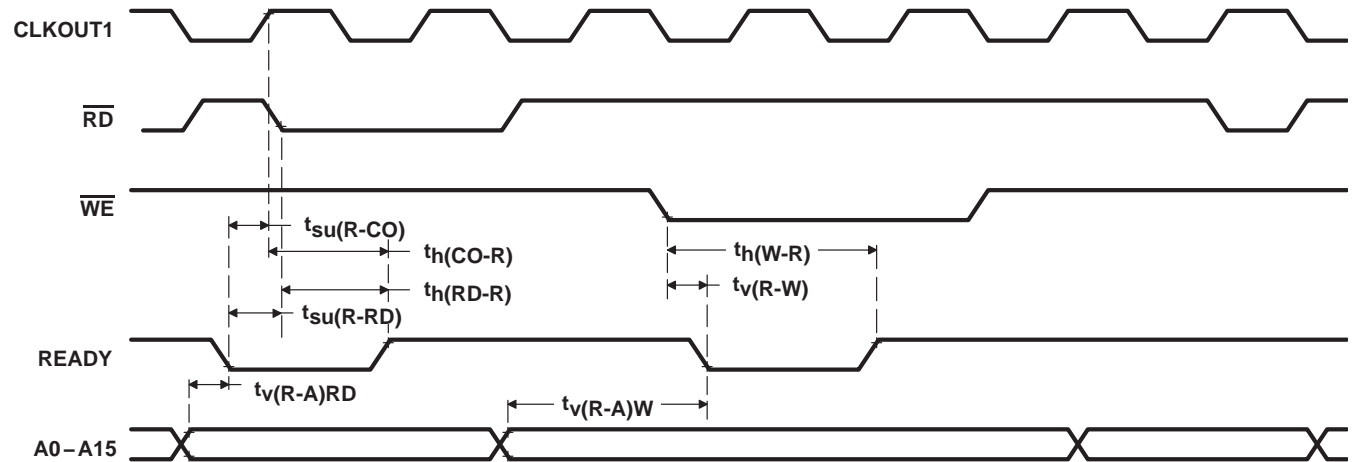 CLKOUT1
RD
WE
tsu(R-CO)
th(CO-R)
th(W-R)
th(RD-R)
tv(R-W)
tsu(R-RD)
READY
tv(R-A)RD
tv(R-A)W
A0–A15